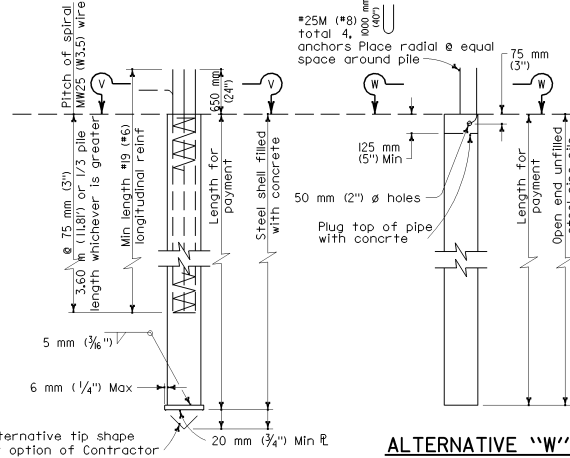 #25M (#8)
total 4.
anchors Place radial @ equal
space around pile
1000 mm
(40")
75 mm
(3")
Pitch of spiral
MW25 (W3.5) wire
@ 75 mm (3")
3.60 m (11.81') or 1/3 pile
length whichever is greater
Min length #19 (#6)
longitudinal reinf
V
V
W
W
650 mm
(24")
Length for
payment
Steel shell filled
with concrete
125 mm
(5") Min
50 mm (2") ø holes
Plug top of pipe
with concrte
Length for
payment
Open end unfilled
5 mm (3/16")
6 mm (1/4") Max
20 mm (3/4") Min PL
ternative tip shape
option of Contractor
ALTERNATIVE "W"